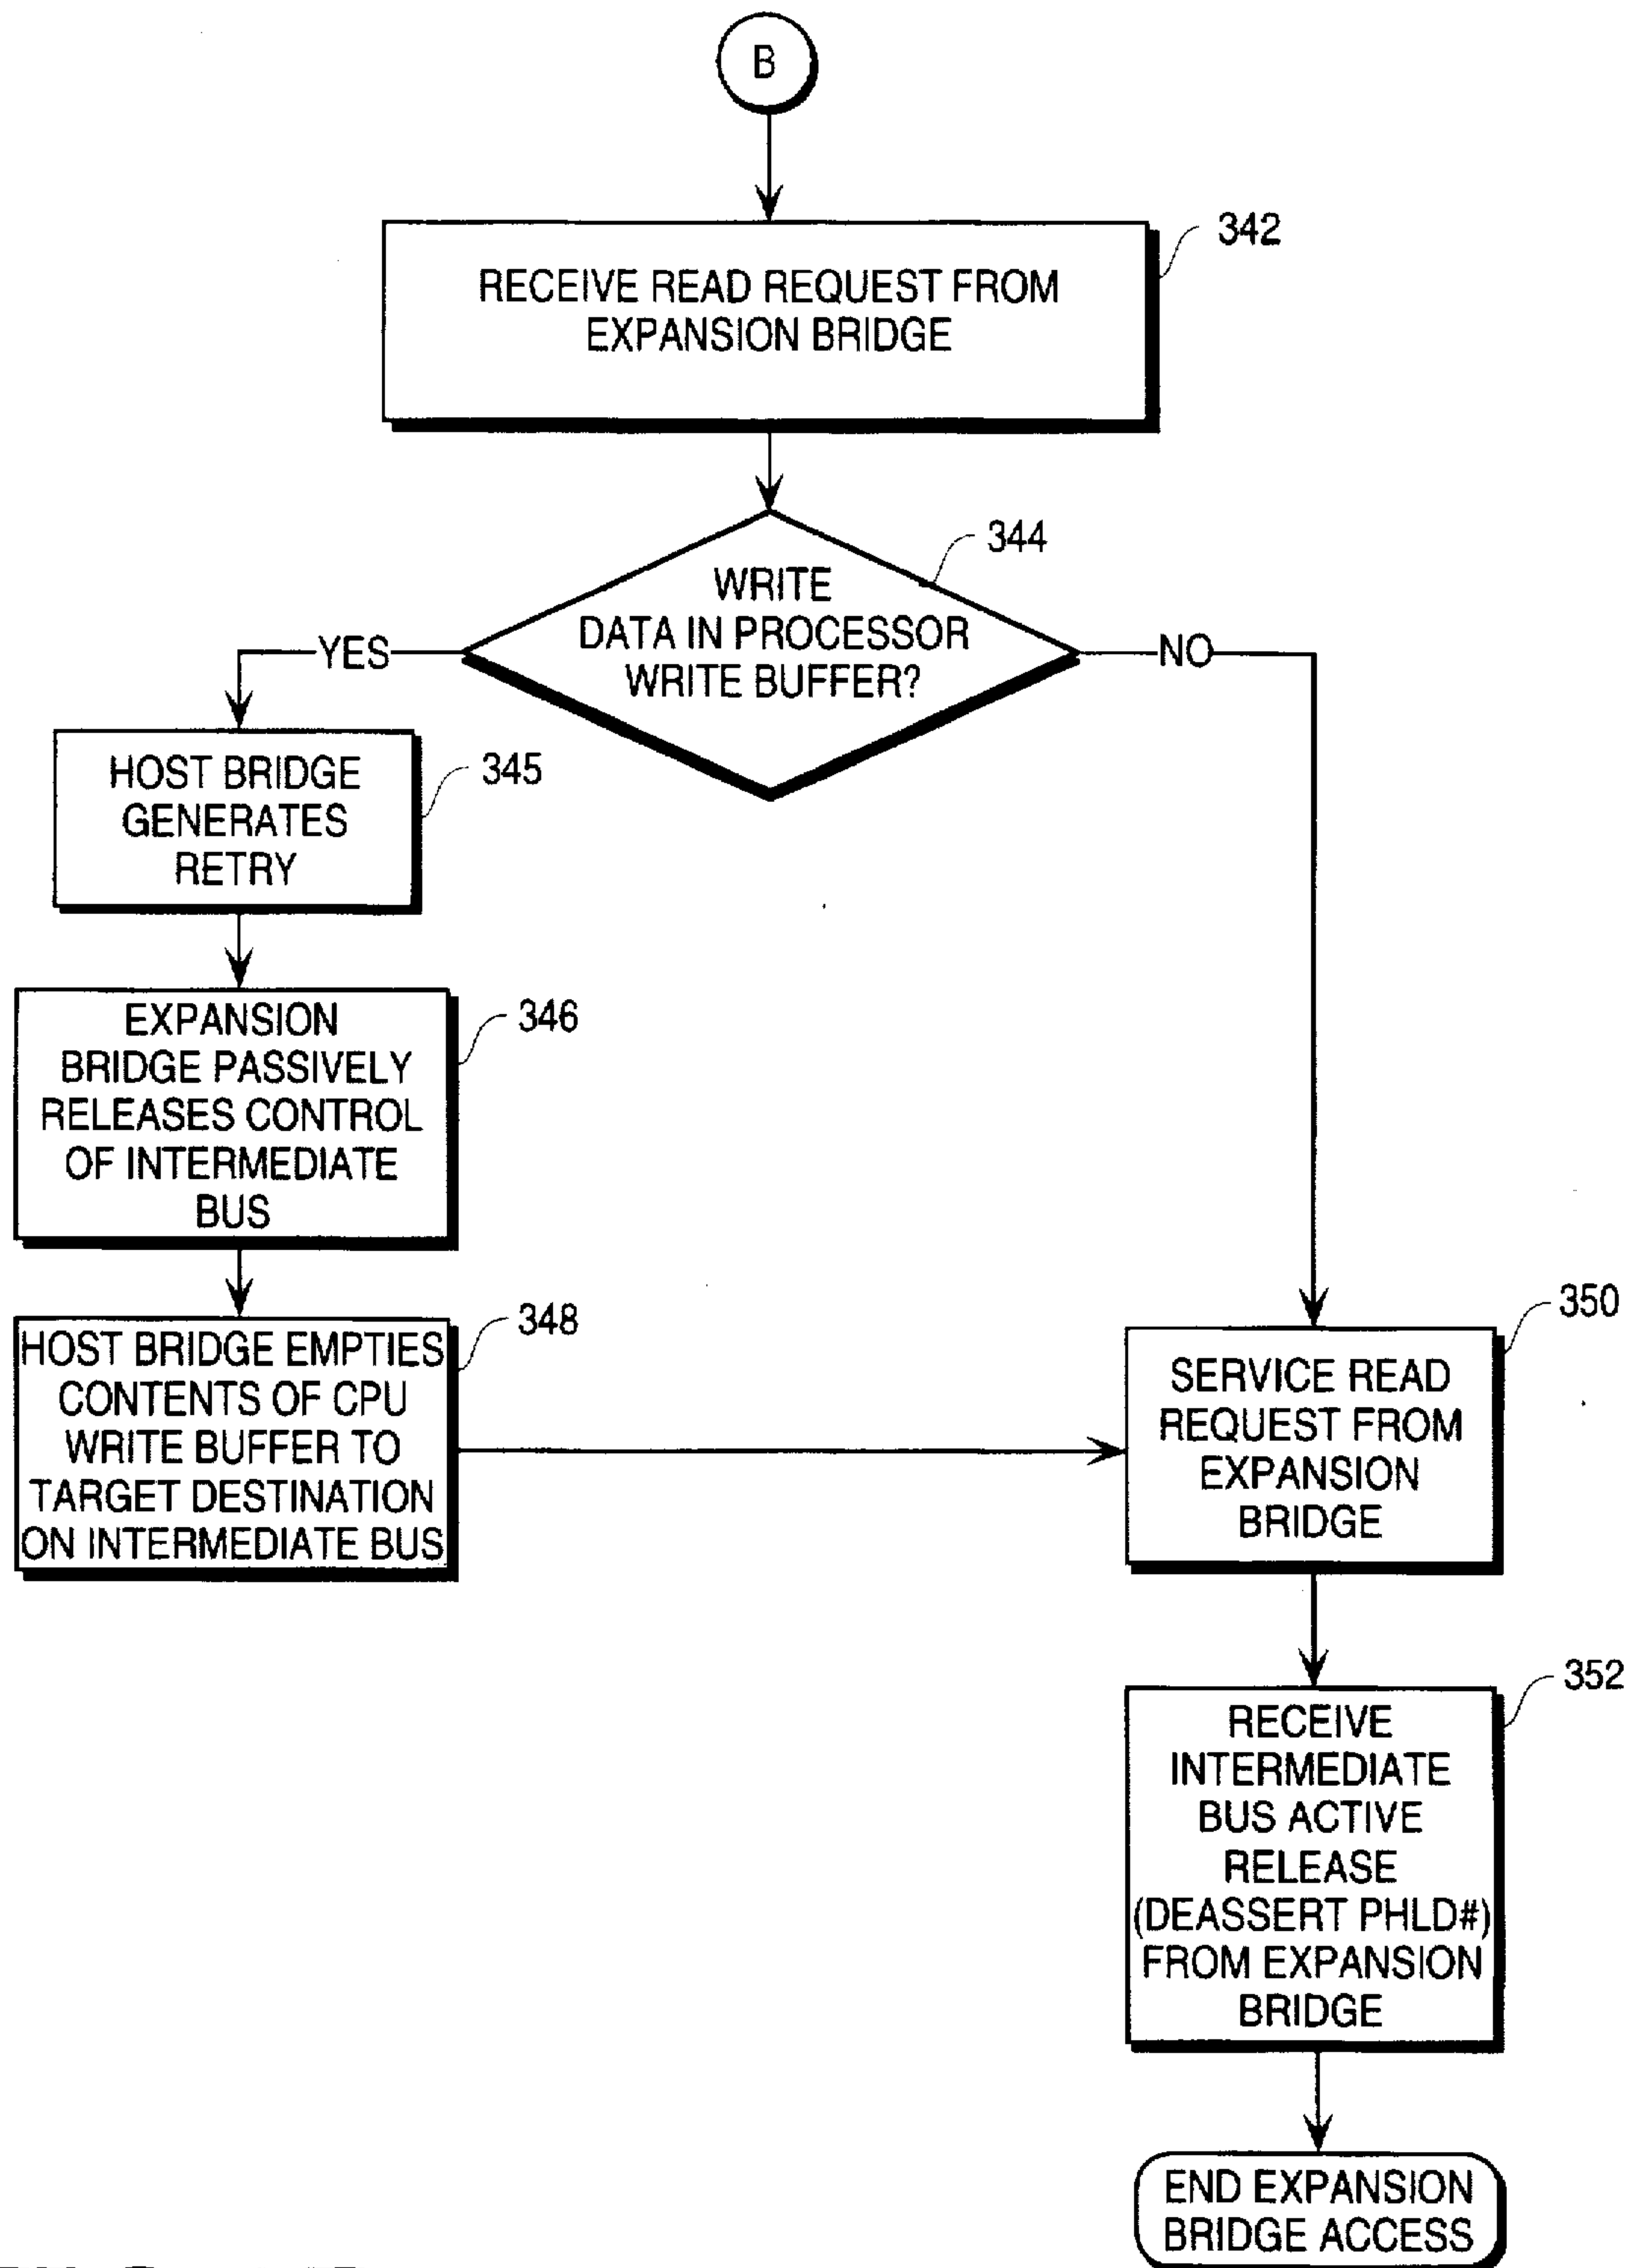 B
342
RECEIVE READ REQUEST FROM
EXPANSION BRIDGE
344
WRITE
DATA IN PROCESSOR
WRITE BUFFER?
YES
NO
345
HOST BRIDGE
GENERATES
RETRY
346
EXPANSION
BRIDGE PASSIVELY
RELEASES CONTROL
OF INTERMEDIATE
BUS
348
HOST BRIDGE EMPTIES
CONTENTS OF CPU
WRITE BUFFER TO
TARGET DESTINATION
ON INTERMEDIATE BUS
350
SERVICE READ
REQUEST FROM
EXPANSION
BRIDGE
352
RECEIVE
INTERMEDIATE
BUS ACTIVE
RELEASE
(DEASSERT PHLD#)
FROM EXPANSION
BRIDGE
END EXPANSION
BRIDGE ACCESS